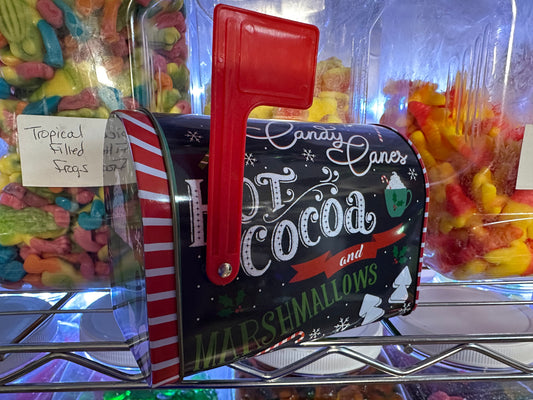 Tropical
Filled
Frogs
Candy Canes
HOT
cocoa
and
MARSHMALLOWS